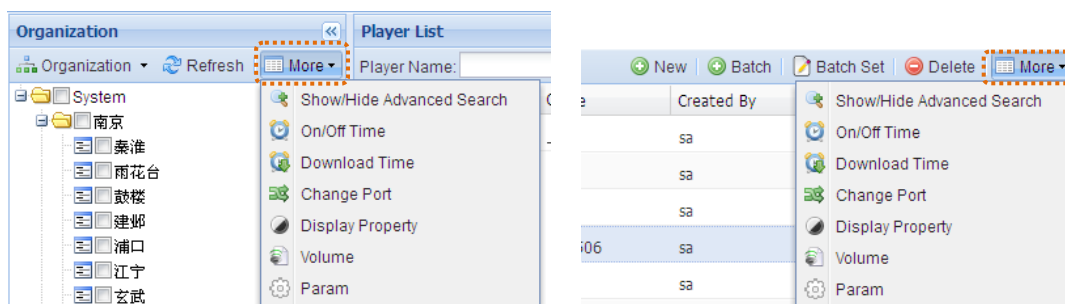 Organization
Player List
Organization Refresh More
Player Name:
System
南京
秦淮
雨花台
鼓楼
建邺
浦口
江宁
玄武
Show/Hide Advanced Search
On/Off Time
Download Time
Change Port
Display Property
Volume
Param
New Batch Batch Set Delete More
Created By
sa
sa
sa
506 sa
sa
Show/Hide Advanced Search
On/Off Time
Download Time
Change Port
Display Property
Volume
Param